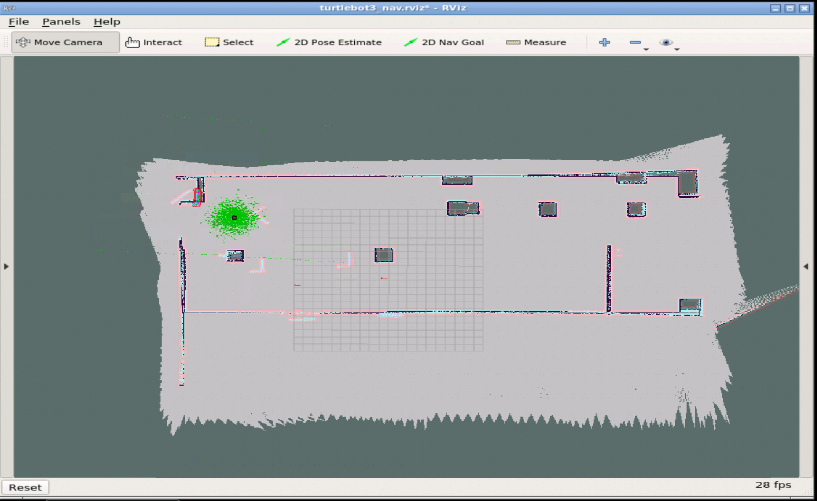 turtlebot3_nav.rviz* - RViz
File Panels Help
Move Camera Interact Select 2D Pose Estimate 2D Nav Goal Measure
Reset 28 fps